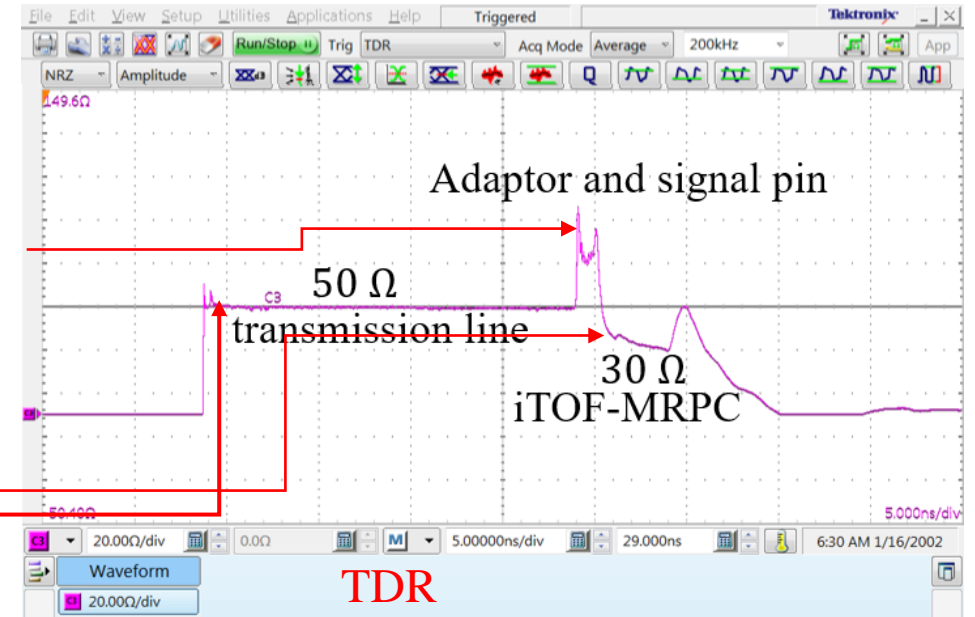 File Edit View Setup Utilities Applications Help Triggered Tektronix
Run/Stop Trig TDR Acq Mode Average 200kHz App
NRZ Amplitude
149.6Ω
Adaptor and signal pin
50 Ω
C3
transmission line
30 Ω
iTOF-MRPC
5.000ns/div
C3 20.00Ω/div 0.0Ω M 5.00000ns/div 29.000ns 6:30 AM 1/16/2002
Waveform
TDR
C3 20.00Ω/div